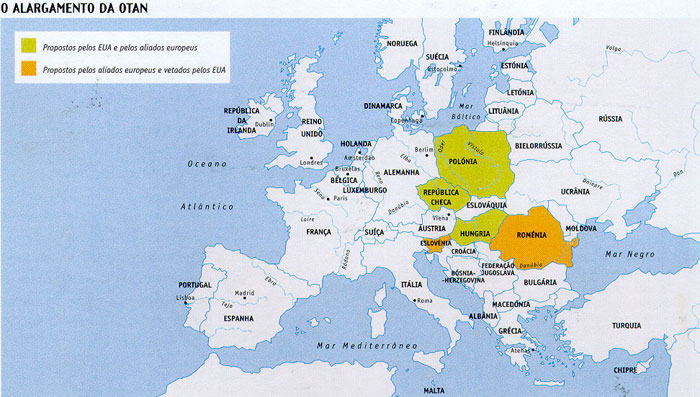 O ALARGAMENTO DA OTAN
Propostos pelos EUA e pelos aliados europeus
Propostos pelos aliados europeus e vetados pelos EUA
NORUEGA
SUÉCIA
Estocolmo
FINLÂNDIA
Helsínquia
ESTÓNIA
LETÓNIA
LITUÂNIA
Volga
RÚSSIA
REPÚBLICA
DA
IRLANDA
Dublin
REINO
UNIDO
Londres
DINAMARCA
Copenhaga
Mar
Báltico
HOLANDA
Amsterdão
Bruxelas
BÉLGICA
LUXEMBURGO
Berlim
Elba
Reno
ALEMANHA
Oder
Vístula
POLÓNIA
BIELORRÚSSIA
Oceano
Atlântico
Sena
Paris
Loire
FRANÇA
Danúbio
REPÚBLICA
CHECA
ESLOVÁQUIA
UCRÂNIA
Dniepre
Don
Viena
ÁUSTRIA
SUÍÇA
HUNGRIA
ROMÉNIA
MOLDOVA
ESLOVÉNIA
CROÁCIA
Ródano
Mar Negro
BÓSNIA-
HERZEGOVINA
FEDERAÇÃO
JUGOSLAVA
Danúbio
BULGÁRIA
PORTUGAL
Lisboa
Madrid
Ebro
Tejo
ESPANHA
ITÁLIA
Roma
MACEDÓNIA
ALBÂNIA
GRÉCIA
Atenas
TURQUIA
Mar Mediterrâneo
CHIPRE
MALTA